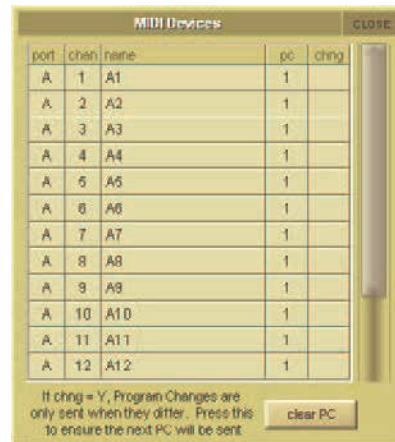 MIDI Devices CLOSE
port chan name pc chng
A 1 A1 1
A 2 A2 1
A 3 A3 1
A 4 A4 1
A 5 A5 1
A 6 A6 1
A 7 A7 1
A 8 A8 1
A 9 A9 1
A 10 A10 1
A 11 A11 1
A 12 A12 1
If chng = Y, Program Changes are
only sent when they differ. Press this
to ensure the next PC will be sent
clear PC